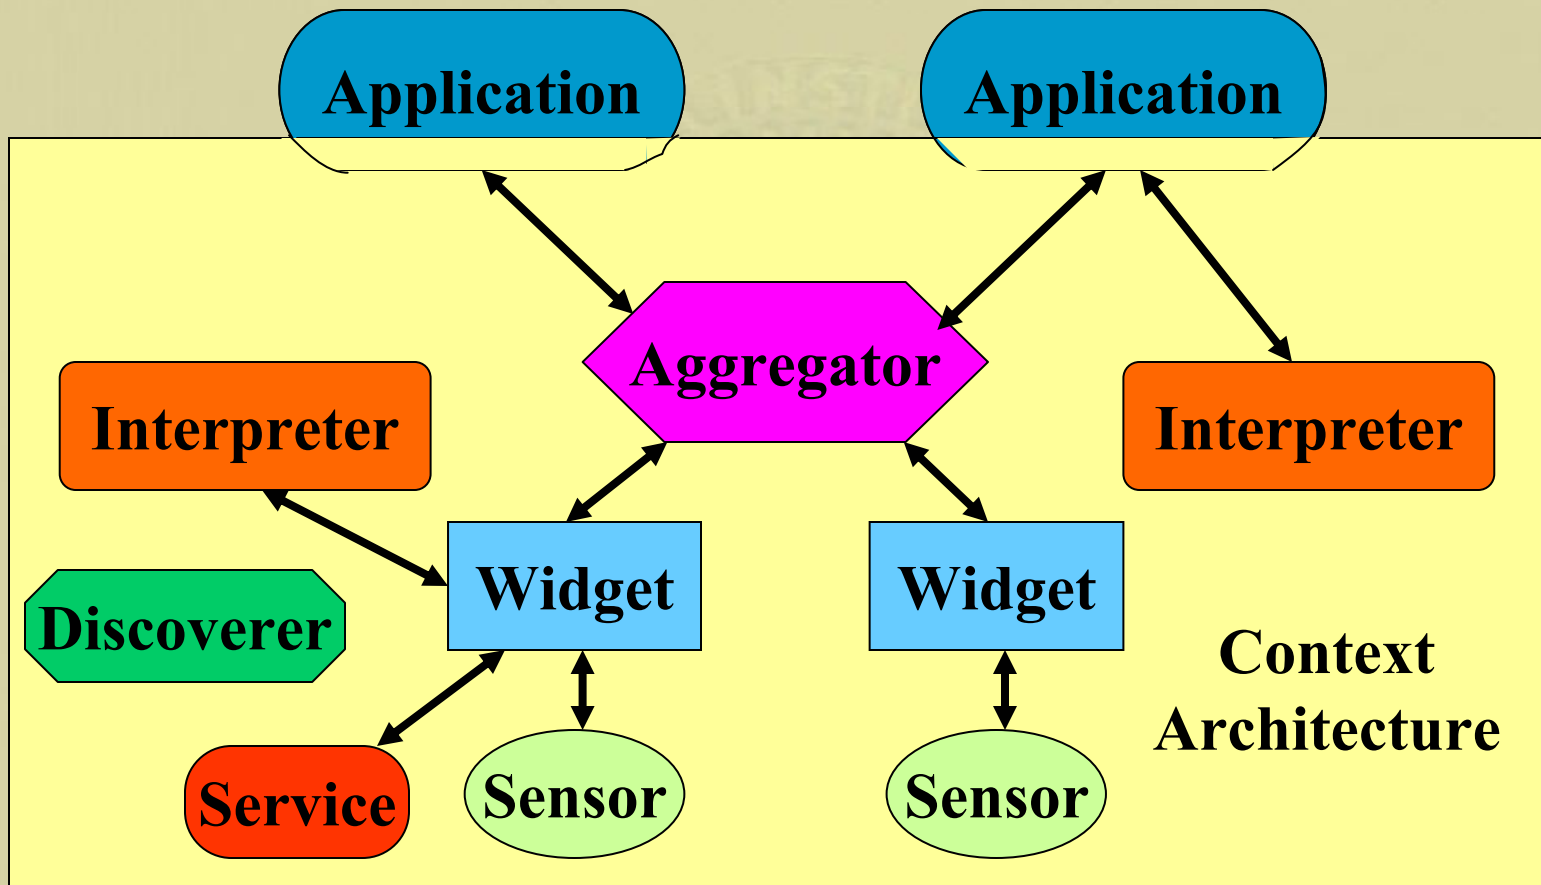 Application
Application
Aggregator
Interpreter
Interpreter
Widget
Widget
Discoverer
Context
Architecture
Service
Sensor
Sensor